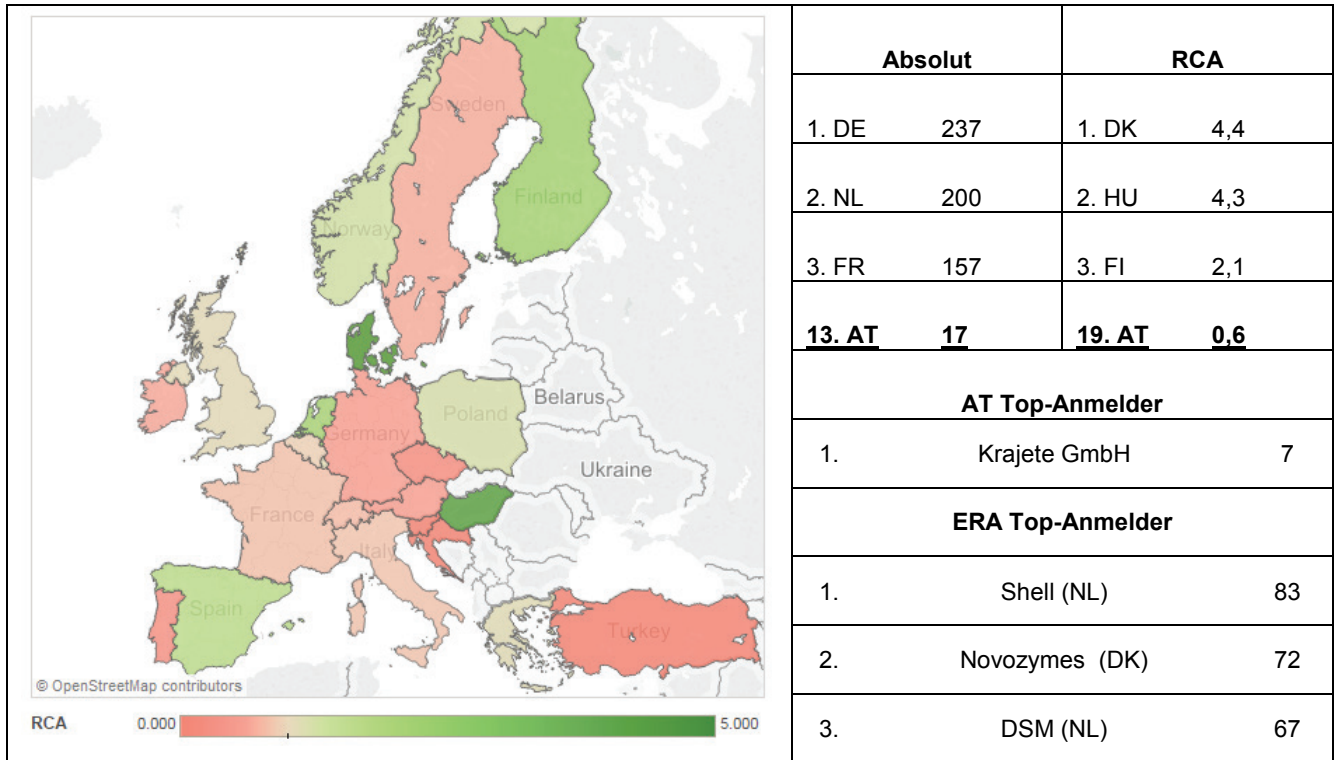 Sweden
Finland
Norway
Belarus
Poland
Germany
Ukraine
France
Italy
Spain
Turkey
© OpenStreetMap contributors
RCA 0.000 5.000
Absolut RCA
1. DE 237 1. DK 4,4
2. NL 200 2. HU 4,3
3. FR 157 3. FI 2,1
13. AT 17 19. AT 0,6
AT Top-Anmelder
1. Krajete GmbH 7
ERA Top-Anmelder
1. Shell (NL) 83
2. Novozymes (DK) 72
3. DSM (NL) 67